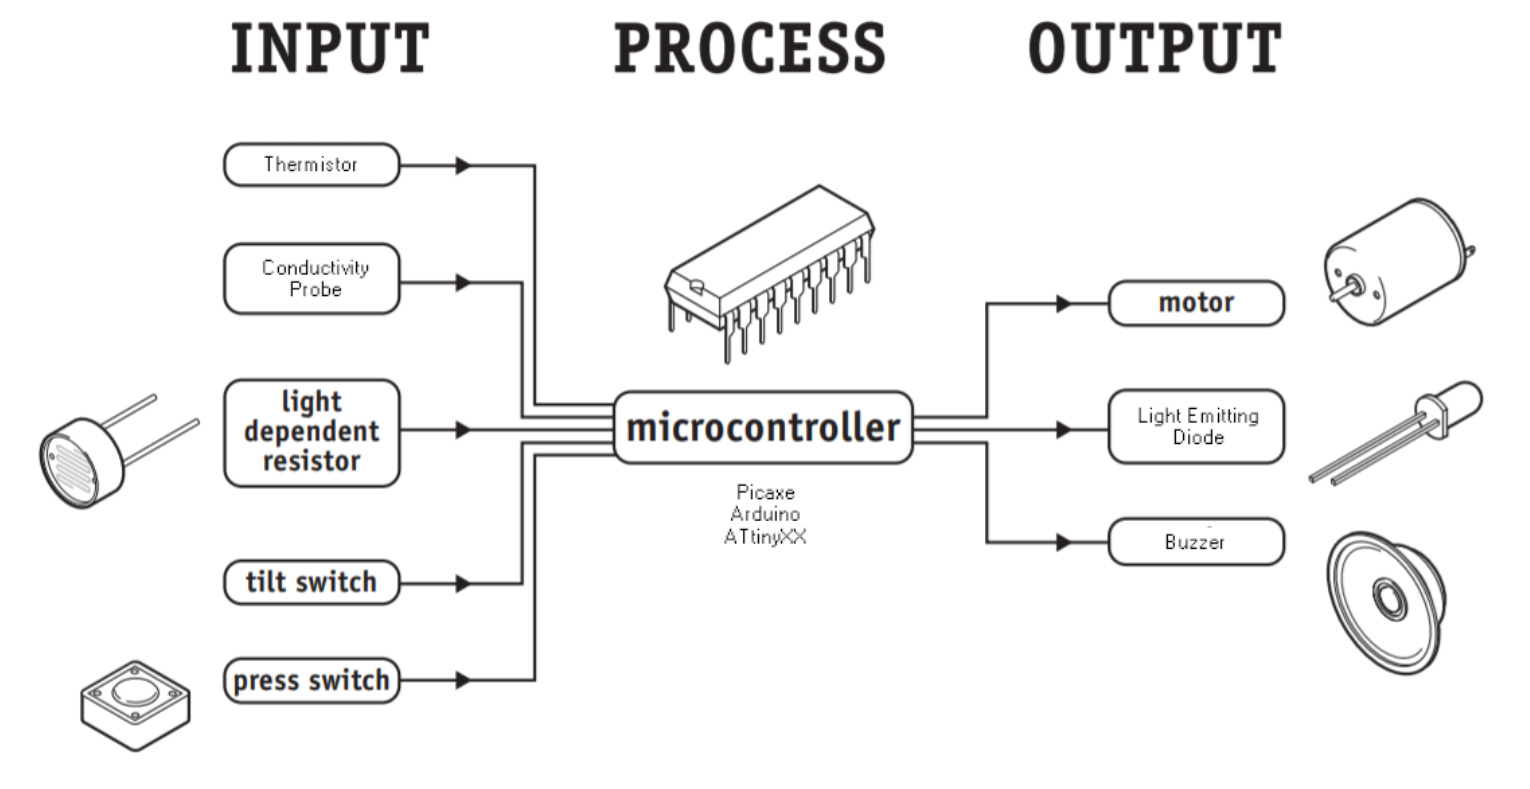 INPUT PROCESS OUTPUT
Thermistor
Conductivity
Probe
light
dependent
resistor
tilt switch
press switch
microcontroller
Picaxe
Arduino
ATtinyXX
motor
Light Emitting
Diode
Buzzer